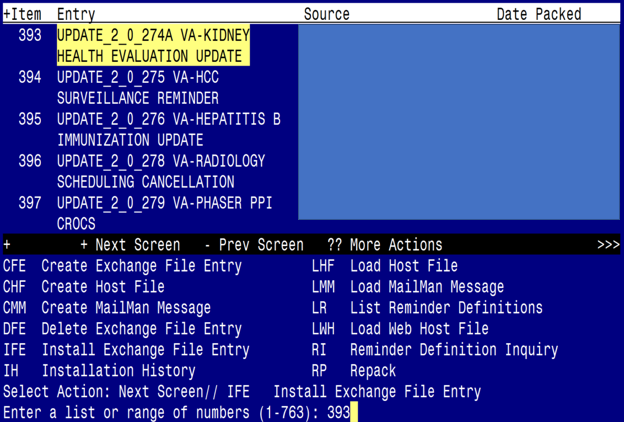 +Item Entry Source Date Packed
393 UPDATE_2_0_274A VA-KIDNEY
HEALTH EVALUATION UPDATE
394 UPDATE_2_0_275 VA-HCC
SURVEILLANCE REMINDER
395 UPDATE_2_0_276 VA-HEPATITIS B
IMMUNIZATION UPDATE
396 UPDATE_2_0_278 VA-RADIOLOGY
SCHEDULING CANCELLATION
397 UPDATE_2_0_279 VA-PHASER PPI
CROCS
+ + Next Screen - Prev Screen ?? More Actions >>>
CFE Create Exchange File Entry LHF Load Host File
CHF Create Host File LMM Load MailMan Message
CMM Create MailMan Message LR List Reminder Definitions
DFE Delete Exchange File Entry LWH Load Web Host File
IFE Install Exchange File Entry RI Reminder Definition Inquiry
IH Installation History RP Repack
Select Action: Next Screen// IFE Install Exchange File Entry
Enter a list or range of numbers (1-763): 393